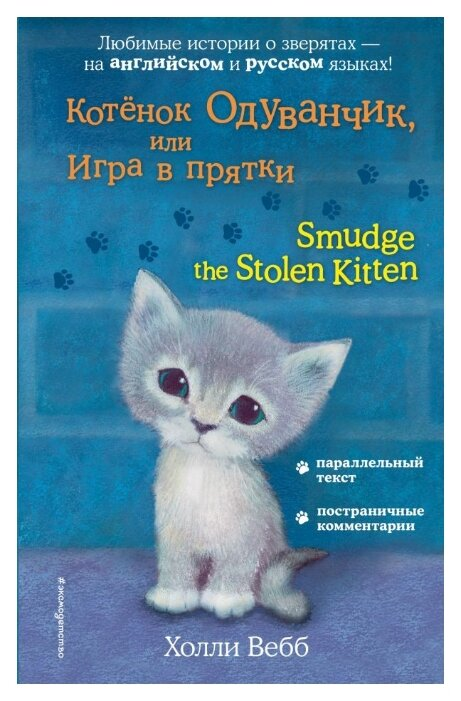 Любимые истории о зверятах —
на английском и русском языках!
Котёнок Одуванчик,
или
Игра в прятки
Smudge
the Stolen Kitten
параллельный
текст
постраничные
комментарии
#эксмодетство
Холли Вебб